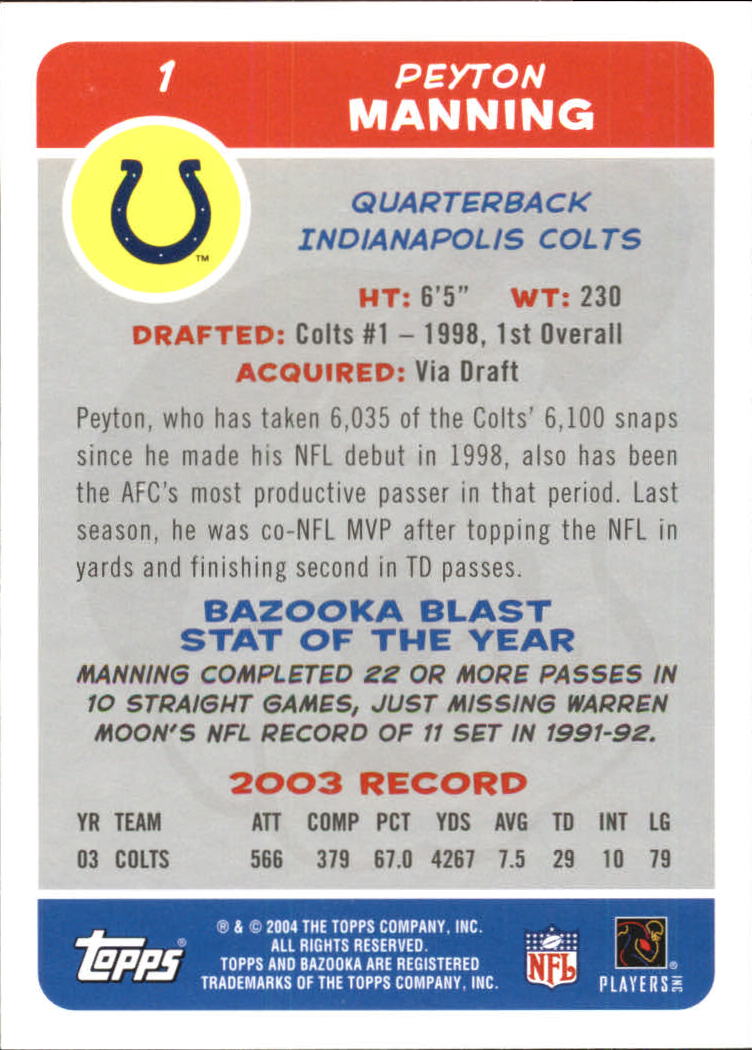 1
PEYTON
MANNING
TM
QUARTERBACK
INDIANAPOLIS COLTS
HT: 6'5" WT: 230
DRAFTED: Colts #1 – 1998, 1st Overall
ACQUIRED: Via Draft
Peyton, who has taken 6,035 of the Colts' 6,100 snaps
since he made his NFL debut in 1998, also has been
the AFC's most productive passer in that period. Last
season, he was co-NFL MVP after topping the NFL in
yards and finishing second in TD passes.
BAZOOKA BLAST
STAT OF THE YEAR
MANNING COMPLETED 22 OR MORE PASSES IN
10 STRAIGHT GAMES, JUST MISSING WARREN
MOON'S NFL RECORD OF 11 SET IN 1991-92.
2003 RECORD
YR TEAM ATT COMP PCT YDS AVG TD INT LG
03 COLTS 566 379 67.0 4267 7.5 29 10 79
® & © 2004 THE TOPPS COMPANY, INC.
ALL RIGHTS RESERVED.
TOPPS AND BAZOOKA ARE REGISTERED
TRADEMARKS OF THE TOPPS COMPANY, INC.
Topps®
NFL
®
PLAYERS INC